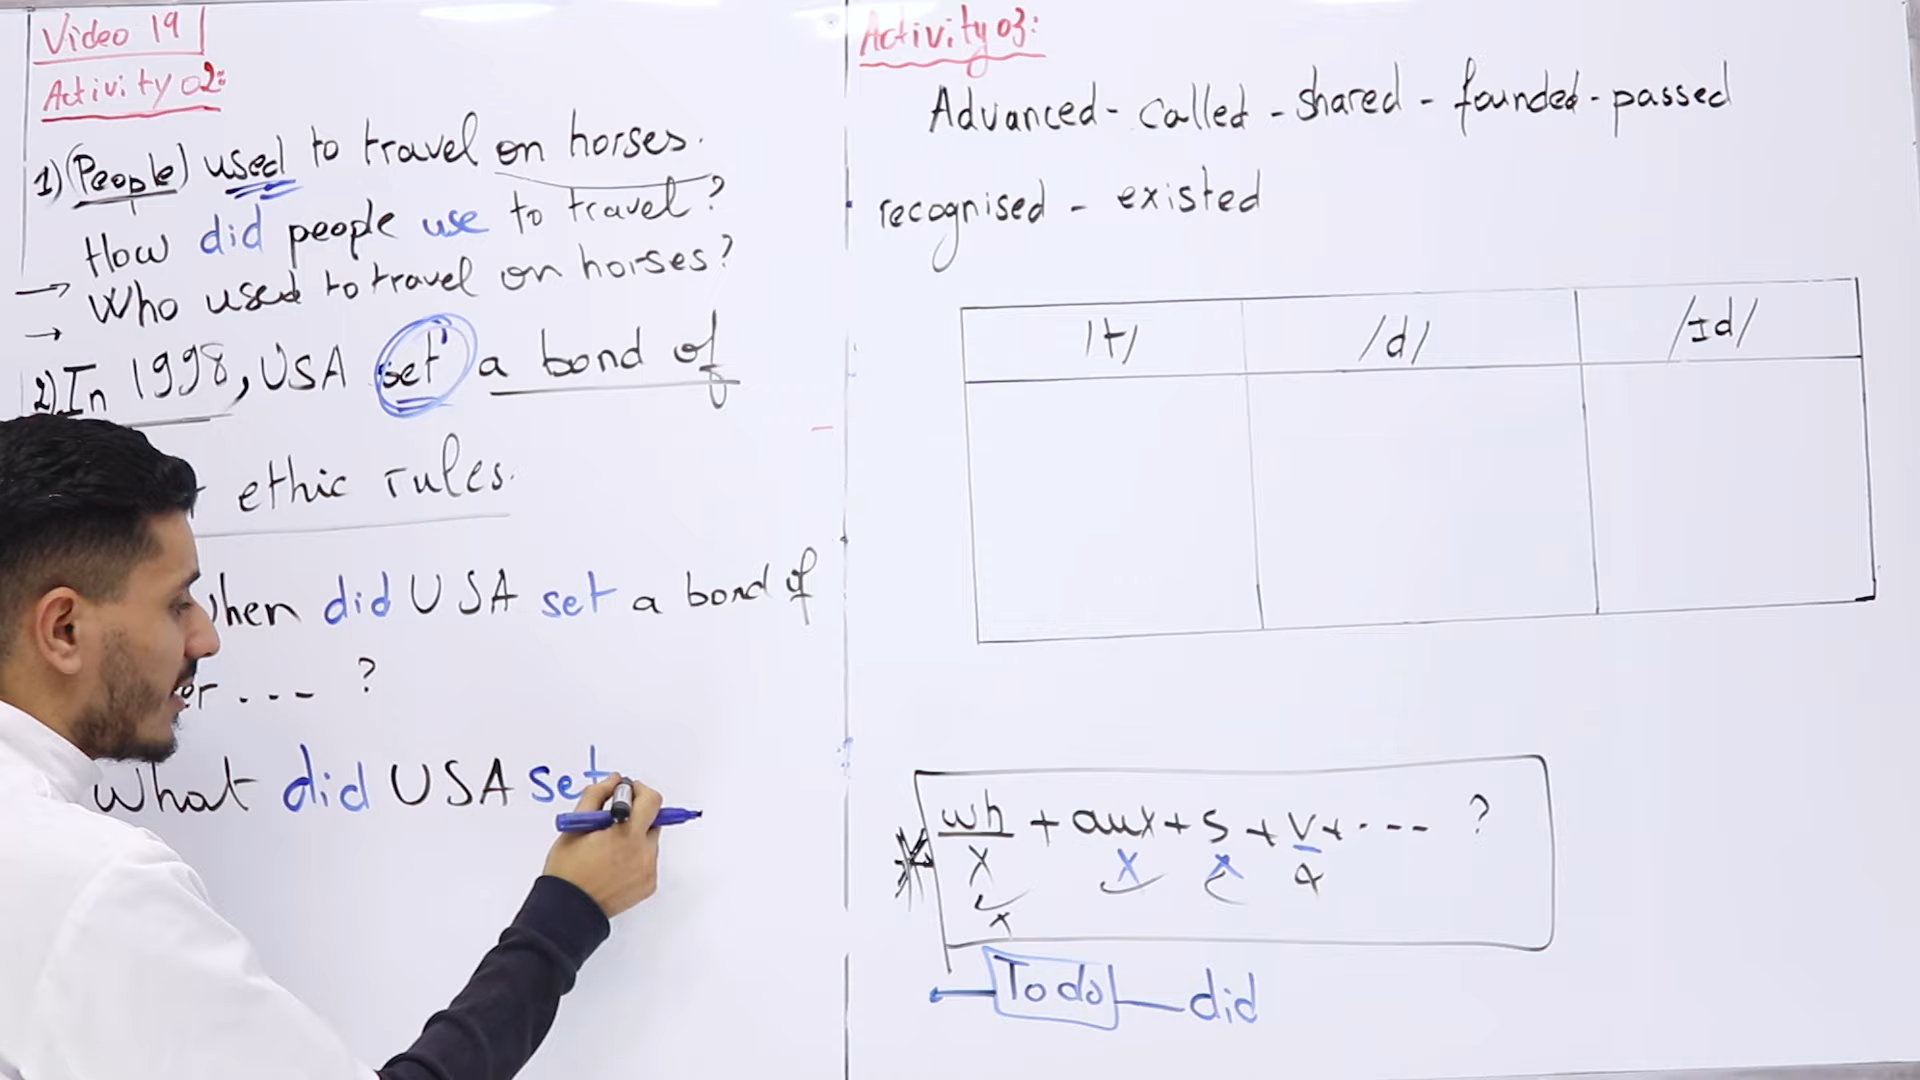 Video 19
Activity 02:
1) (People) used to travel on horses.
How did people use to travel?
→ Who used to travel on horses?
→
2) In 1998, USA set a bond of
ethic rules.
when did USA set a bond of
er --- ?
What did USA set
Activity 03:
Advanced - called - shared - founded - passed
recognised - existed
/t/ /d/ /ɪd/
wh + aux + S + V + --- ?
x x x
x
To do did